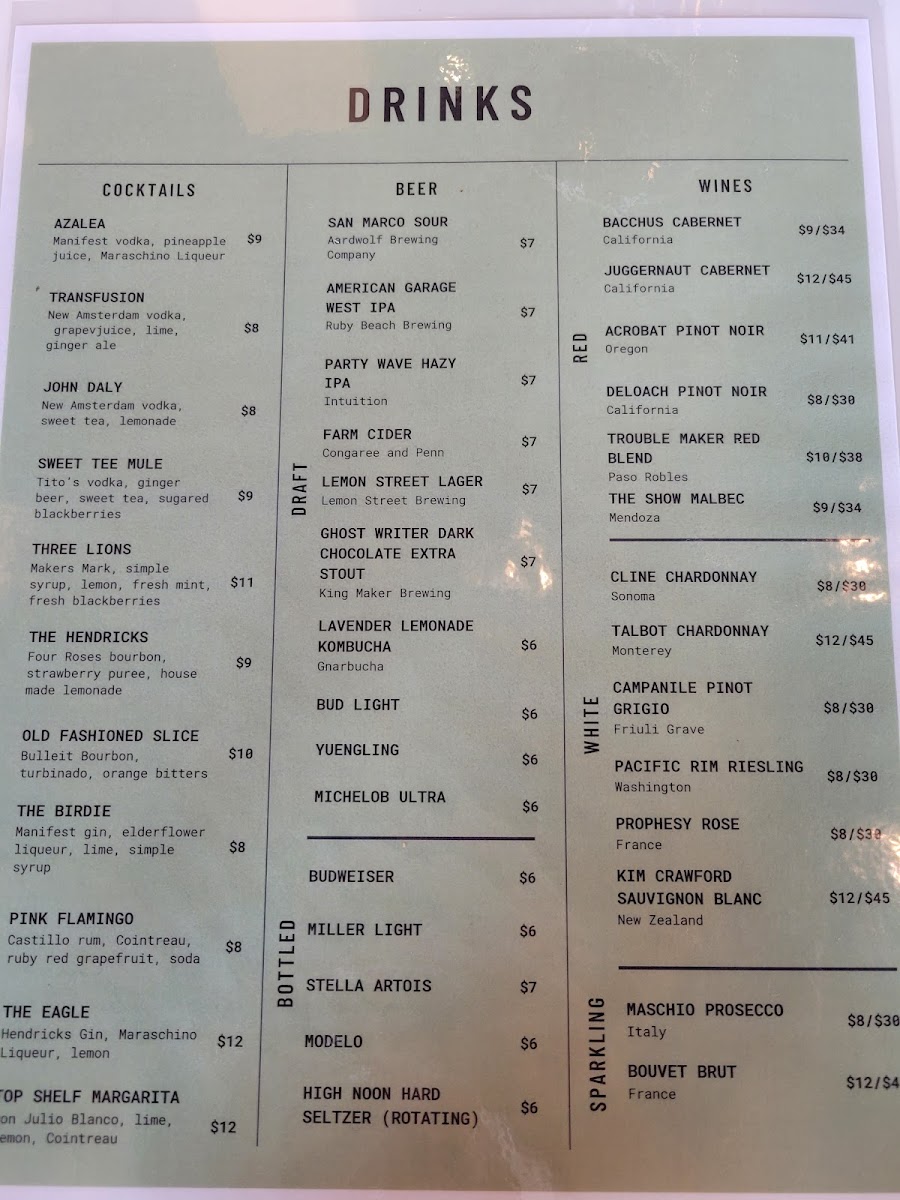 DRINKS
COCKTAILS
AZALEA
Manifest vodka, pineapple
juice, Maraschino Liqueur
$9
TRANSFUSION
New Amsterdam vodka,
grapevjuice, lime,
ginger ale
$8
JOHN DALY
New Amsterdam vodka,
sweet tea, lemonade
$8
SWEET TEE MULE
Tito's vodka, ginger
beer, sweet tea, sugared
blackberries
$9
THREE LIONS
Makers Mark, simple
syrup, lemon, fresh mint,
fresh blackberries
$11
THE HENDRICKS
Four Roses bourbon,
strawberry puree, house
made lemonade
$9
OLD FASHIONED SLICE
Bulleit Bourbon,
turbinado, orange bitters
$10
THE BIRDIE
Manifest gin, elderflower
liqueur, lime, simple
syrup
$8
PINK FLAMINGO
Castillo rum, Cointreau,
ruby red grapefruit, soda
$8
THE EAGLE
Hendricks Gin, Maraschino
Liqueur, lemon
$12
TOP SHELF MARGARITA
on Julio Blanco, lime,
emon, Cointreau
$12
BEER
DRAFT
SAN MARCO SOUR
Aardwolf Brewing
Company
$7
AMERICAN GARAGE
WEST IPA
Ruby Beach Brewing
$7
PARTY WAVE HAZY
IPA
Intuition
$7
FARM CIDER
Congaree and Penn
$7
LEMON STREET LAGER
Lemon Street Brewing
$7
GHOST WRITER DARK
CHOCOLATE EXTRA
STOUT
King Maker Brewing
$7
LAVENDER LEMONADE
KOMBUCHA
Gnarbucha
$6
BUD LIGHT
$6
YUENGLING
$6
MICHELOB ULTRA
$6
BOTTLED
BUDWEISER
$6
MILLER LIGHT
$6
STELLA ARTOIS
$7
MODELO
$6
HIGH NOON HARD
SELTZER (ROTATING)
$6
WINES
RED
BACCHUS CABERNET
California
$9/$34
JUGGERNAUT CABERNET
California
$12/$45
ACROBAT PINOT NOIR
Oregon
$11/$41
DELOACH PINOT NOIR
California
$8/$30
TROUBLE MAKER RED
BLEND
Paso Robles
$10/$38
THE SHOW MALBEC
Mendoza
$9/$34
WHITE
CLINE CHARDONNAY
Sonoma
$8/$30
TALBOT CHARDONNAY
Monterey
$12/$45
CAMPANILE PINOT
GRIGIO
Friuli Grave
$8/$30
PACIFIC RIM RIESLING
Washington
$8/$30
PROPHESY ROSE
France
$8/$30
KIM CRAWFORD
SAUVIGNON BLANC
New Zealand
$12/$45
SPARKLING
MASCHIO PROSECCO
Italy
$8/$30
BOUVET BRUT
France
$12/$4